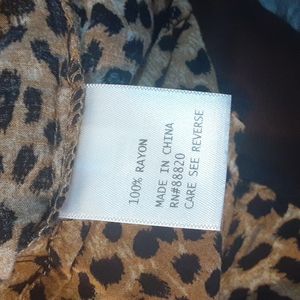 100% RAYON
MADE IN CHINA
RN#88820
CARE SEE REVERSE